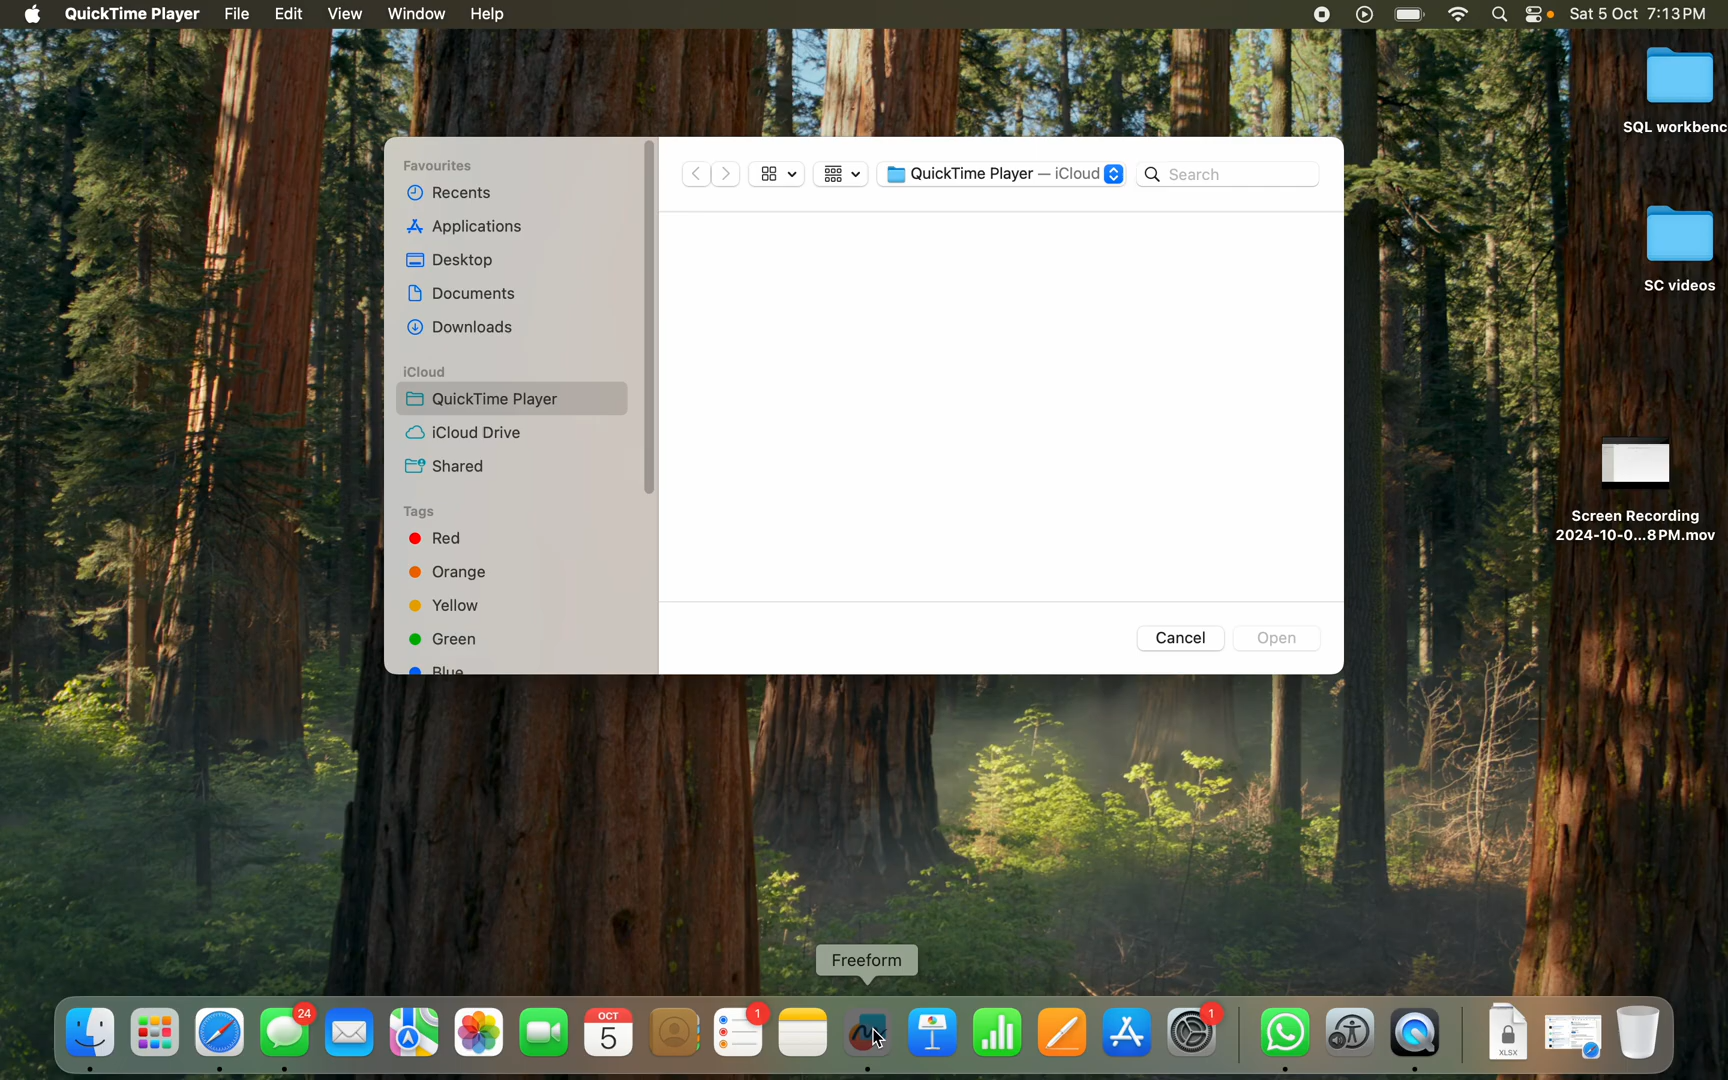 QuickTime Player File Edit View Window Help Sat 5 Oct 7:13 PM
SQL workbenc
SC videos
Screen Recording
2024-10-0...8 PM.mov
Favourites
Recents
Applications
Desktop
Documents
Downloads
iCloud
QuickTime Player
iCloud Drive
Shared
Tags
Red
Orange
Yellow
Green
Blue
QuickTime Player — iCloud
Search
Cancel Open
Freeform
24
OCT
5
1
1
XLSX